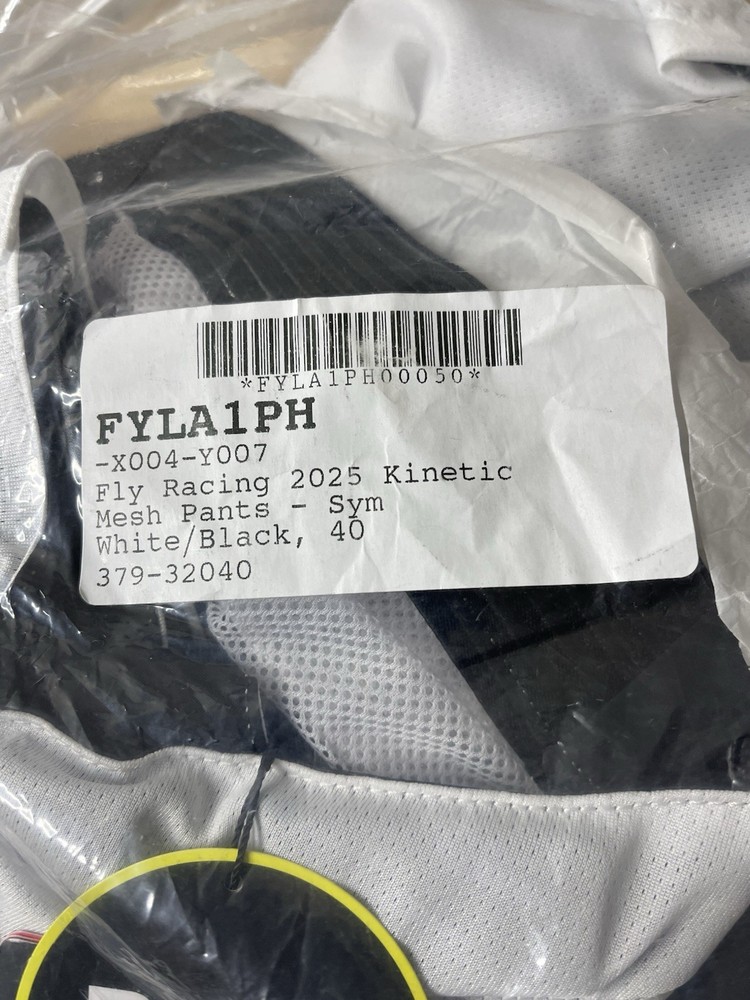 *FYLA1PH00050*
FYLA1PH
-X004-Y007
Fly Racing 2025 Kinetic
Mesh Pants - Sym
White/Black, 40
379-32040